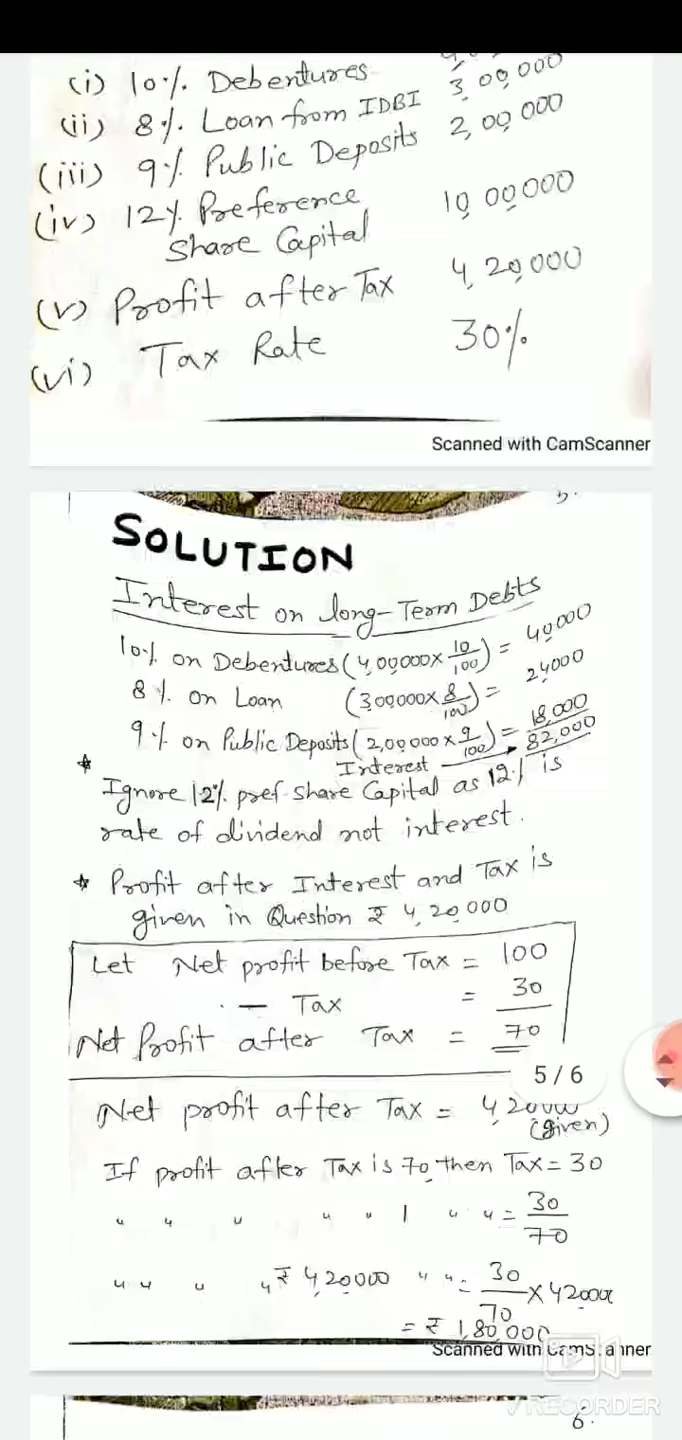 (i) 10% Debentures
(ii) 8% Loan from IDBI 3,00,000
(iii) 9% Public Deposits 2,00,000
(iv) 12% Preference 10,00,000
Share Capital
(v) Profit after Tax 4,20,000
(vi) Tax Rate 30%
Scanned with CamScanner
5.
SOLUTION
Interest on long-Term Debts
10% on Debentures (4,00,000 x 10/100) = 40,000
8% on Loan (300000 x 8/100) = 24,000
9% on Public Deposits (2,00,000 x 9/100) = 18,000
Interest → 82,000
* Ignore 12% pref. share Capital as 12% is
rate of dividend not interest.
* Profit after Interest and Tax is
given in Question ₹ 4,20,000
Let Net profit before Tax = 100
- Tax = 30
Net Profit after Tax = 70
5 / 6
Net profit after Tax = 4,20000
(given)
If profit after Tax is 70, then Tax = 30
" " " " " 1 " " = 30/70
" " " " ₹ 4,20,000 " " = 30/70 x 420000
= ₹ 1,80,000
Scanned with CamScanner
RECORDER
6.